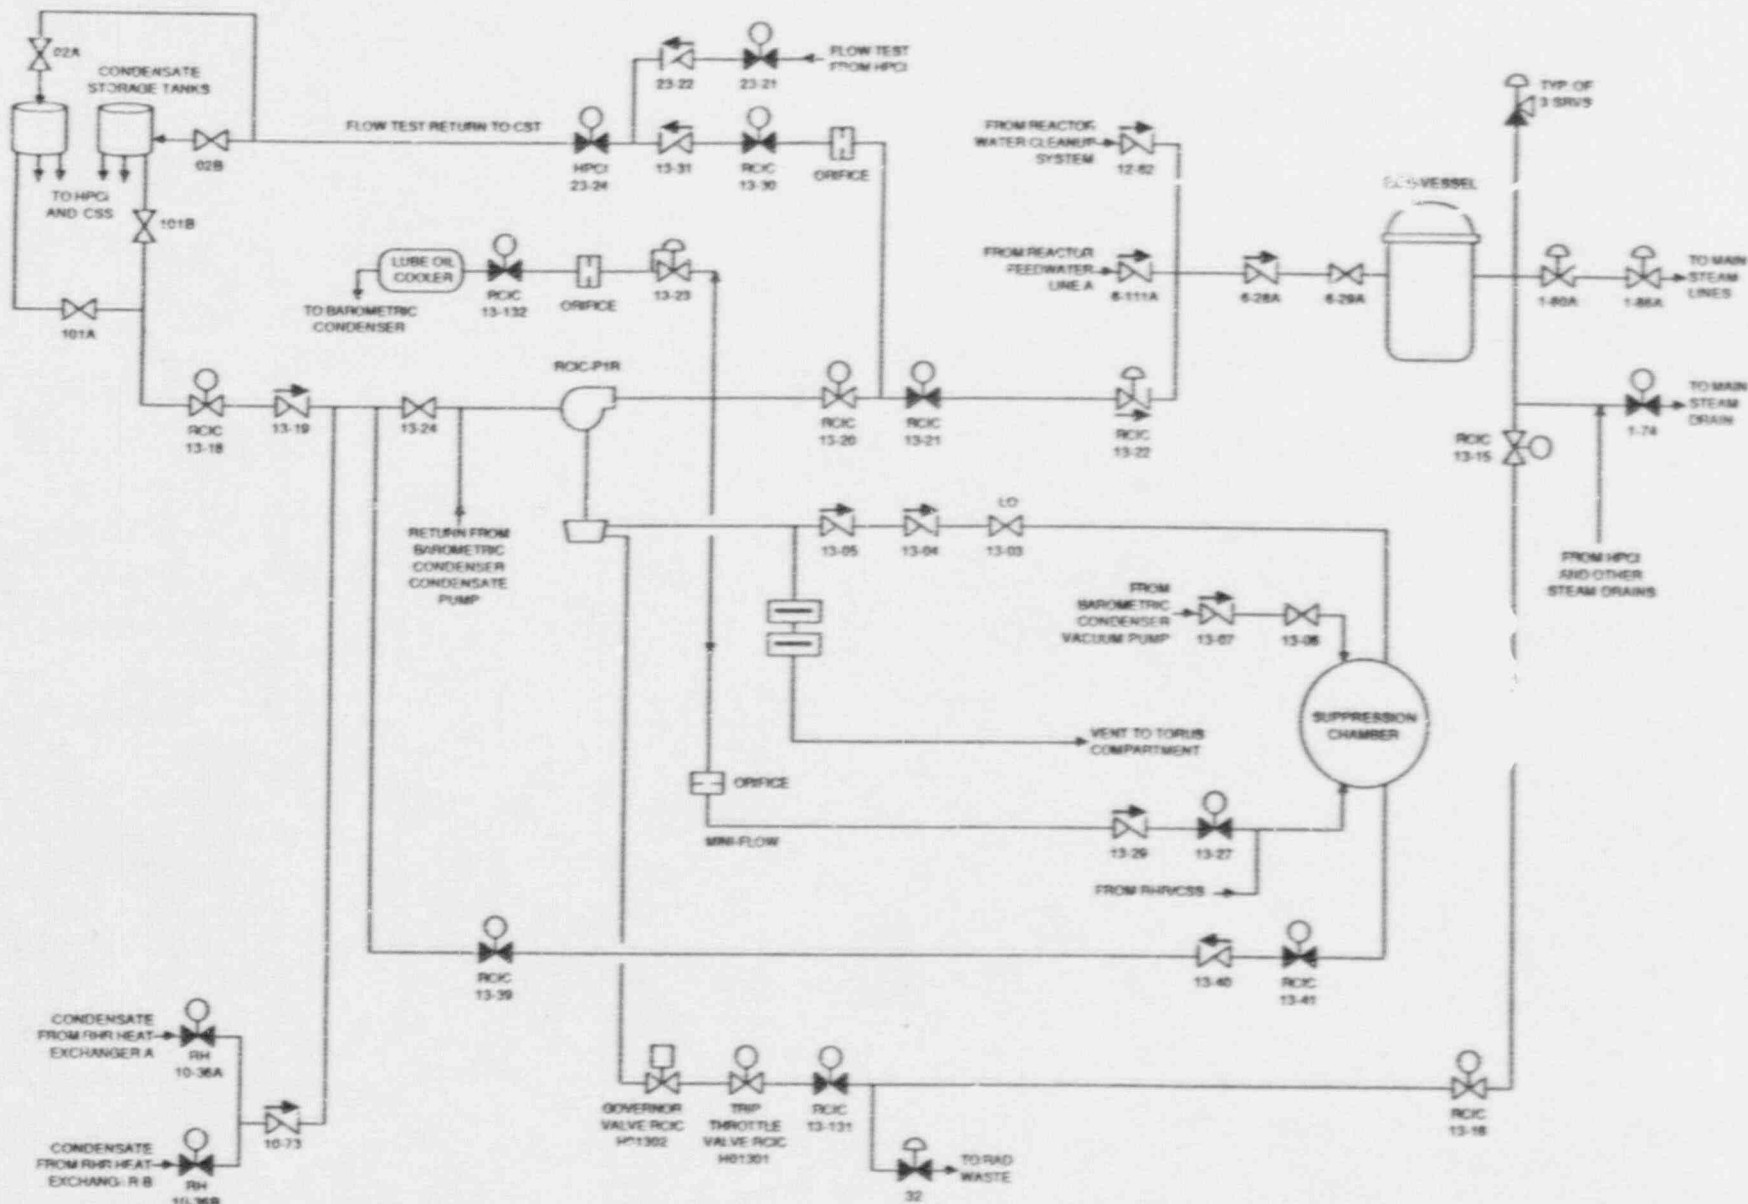 02A
CONDENSATE
STORAGE TANKS
02B
TO HPCI
AND CSS
101B
101A
FLOW TEST RETURN TO CST
23-22
23-21
FLOW TEST
FROM HPCI
HPCI
23-24
13-31
RCIC
13-30
ORIFICE
FROM REACTOR
WATER CLEANUP
SYSTEM
12-62
TYP. OF
3 SRVS
VESSEL
LUBE OIL
COOLER
TO BAROMETRIC
CONDENSER
RCIC
13-132
ORIFICE
13-23
FROM REACTOR
FEEDWATER
LINE A
6-111A
6-28A
6-29A
1-80A
1-86A
TO MAIN
STEAM
LINES
RCIC
13-18
13-19
13-24
RCIC-P1R
RCIC
13-20
RCIC
13-21
RCIC
13-22
RCIC
13-15
1-74
TO MAIN
STEAM
DRAIN
RETURN FROM
BAROMETRIC
CONDENSER
CONDENSATE
PUMP
13-05
13-04
LO
13-03
FROM HPCI
AND OTHER
STEAM DRAINS
FROM
BAROMETRIC
CONDENSER
VACUUM PUMP
13-07
13-08
SUPPRESSION
CHAMBER
VENT TO TORUS
COMPARTMENT
ORIFICE
MINI-FLOW
13-29
13-27
FROM RHR/CSS
RCIC
13-39
13-40
RCIC
13-41
CONDENSATE
FROM RHR HEAT
EXCHANGER A
RH
10-36A
10-73
CONDENSATE
FROM RHR HEAT
B
RH
10-36B
GOVERNOR
VALVE RCIC
TRIP
THROTTLE
VALVE RCIC
H01301
RCIC
13-131
32
TO RAD
WASTE
RCIC
13-16